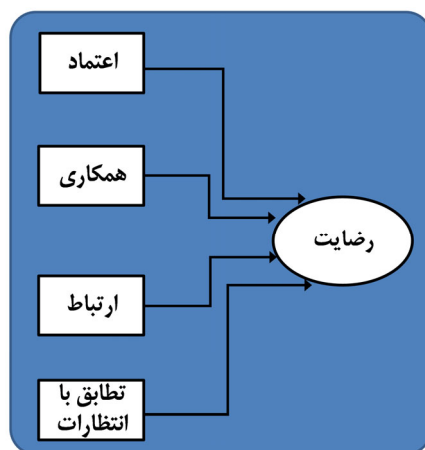 اعتماد
همکاری
رضایت
ارتباط
تطابق با
انتظارات